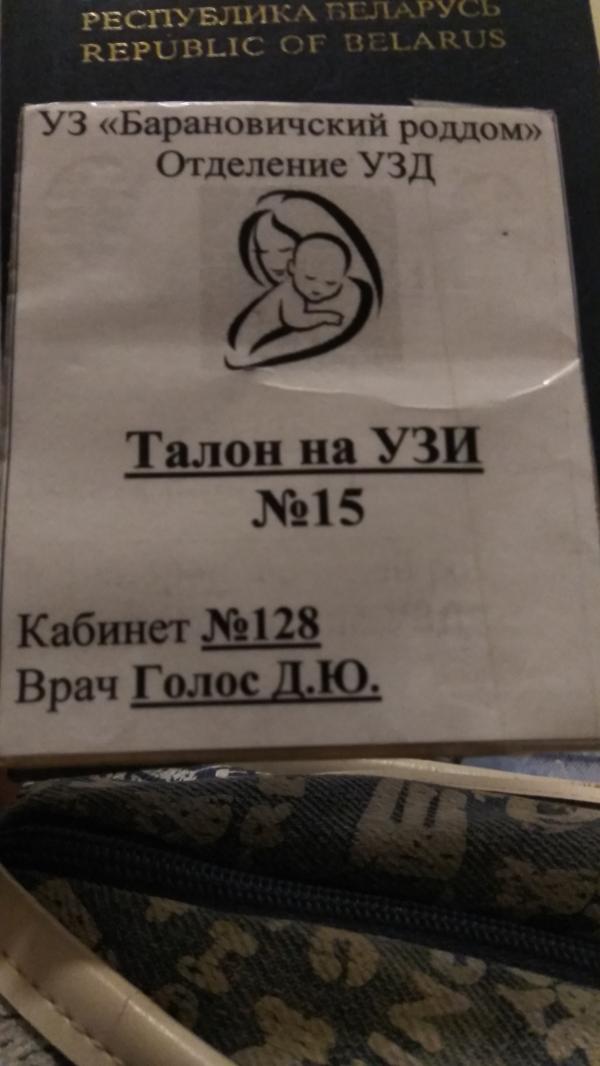 РЕСПУБЛИКА БЕЛАРУСЬ
REPUBLIC OF BELARUS
УЗ «Барановичский роддом»
Отделение УЗД
Талон на УЗИ
№15
Кабинет №128
Врач Голос Д.Ю.